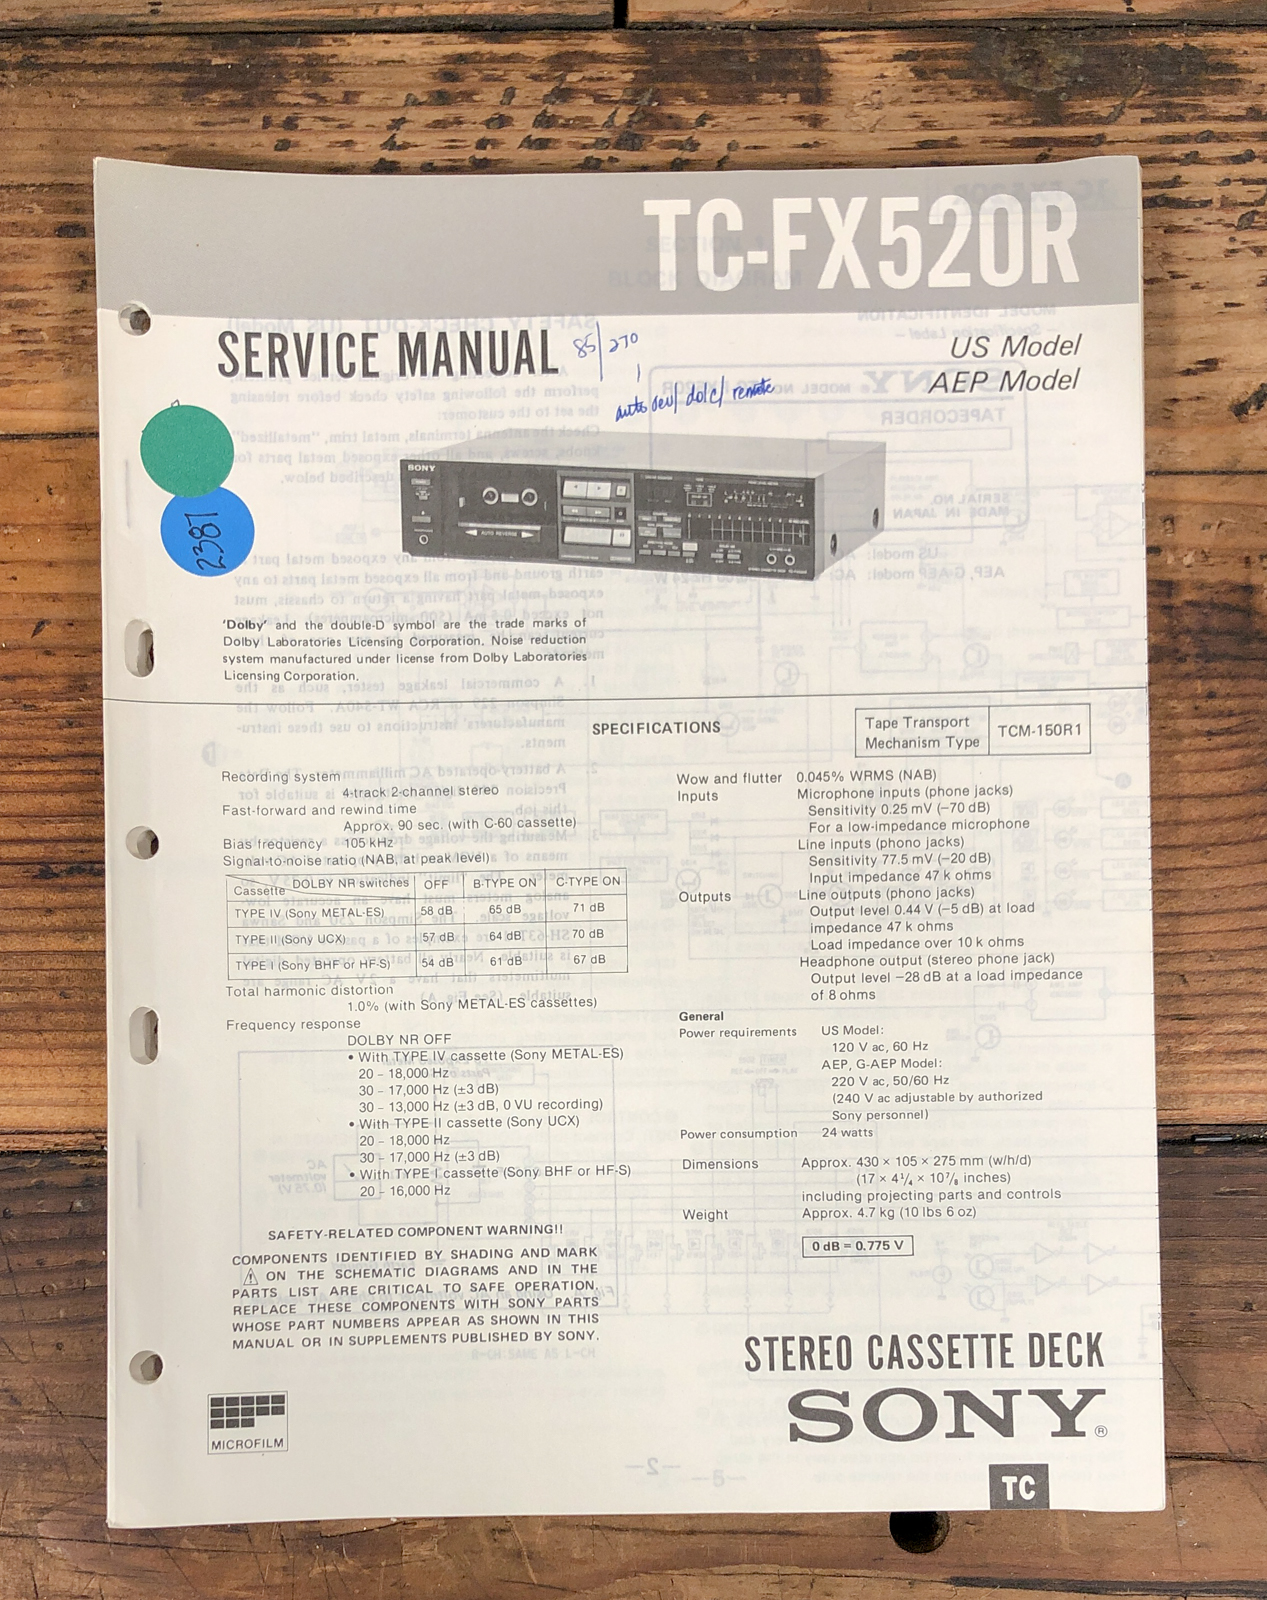 TC-FX520R
SERVICE MANUAL
85/270
auto rev/ dolc/ remote
US Model
AEP Model
2387
SONY
AUTO REVERSE
'Dolby' and the double-D symbol are the trade marks of
Dolby Laboratories Licensing Corporation. Noise reduction
system manufactured under license from Dolby Laboratories
Licensing Corporation.
SPECIFICATIONS
Tape Transport
Mechanism Type
TCM-150R1
Recording system
4-track 2-channel stereo
Fast-forward and rewind time
Approx. 90 sec. (with C-60 cassette)
Bias frequency 105 kHz
Signal-to-noise ratio (NAB, at peak level)
Cassette DOLBY NR switches OFF B-TYPE ON C-TYPE ON
TYPE IV (Sony METAL-ES) 58 dB 65 dB 71 dB
TYPE II (Sony UCX) 57 dB 64 dB 70 dB
TYPE I (Sony BHF or HF-S) 54 dB 61 dB 67 dB
Total harmonic distortion
1.0% (with Sony METAL-ES cassettes)
Frequency response
DOLBY NR OFF
• With TYPE IV cassette (Sony METAL-ES)
20 – 18,000 Hz
30 – 17,000 Hz (±3 dB)
30 – 13,000 Hz (±3 dB, 0 VU recording)
• With TYPE II cassette (Sony UCX)
20 – 18,000 Hz
30 – 17,000 Hz (±3 dB)
• With TYPE I cassette (Sony BHF or HF-S)
20 – 16,000 Hz
SAFETY-RELATED COMPONENT WARNING!!
COMPONENTS IDENTIFIED BY SHADING AND MARK
⚠ ON THE SCHEMATIC DIAGRAMS AND IN THE
PARTS LIST ARE CRITICAL TO SAFE OPERATION.
REPLACE THESE COMPONENTS WITH SONY PARTS
WHOSE PART NUMBERS APPEAR AS SHOWN IN THIS
MANUAL OR IN SUPPLEMENTS PUBLISHED BY SONY.
Wow and flutter 0.045% WRMS (NAB)
Inputs Microphone inputs (phone jacks)
Sensitivity 0.25 mV (–70 dB)
For a low-impedance microphone
Line inputs (phono jacks)
Sensitivity 77.5 mV (–20 dB)
Input impedance 47 k ohms
Outputs Line outputs (phono jacks)
Output level 0.44 V (–5 dB) at load
impedance 47 k ohms
Load impedance over 10 k ohms
Headphone output (stereo phone jack)
Output level –28 dB at a load impedance
of 8 ohms
General
Power requirements US Model:
120 V ac, 60 Hz
AEP, G-AEP Model:
220 V ac, 50/60 Hz
(240 V ac adjustable by authorized
Sony personnel)
Power consumption 24 watts
Dimensions Approx. 430 × 105 × 275 mm (w/h/d)
(17 × 4 1/4 × 10 7/8 inches)
including projecting parts and controls
Weight Approx. 4.7 kg (10 lbs 6 oz)
0 dB = 0.775 V
STEREO CASSETTE DECK
SONY®
MICROFILM
TC